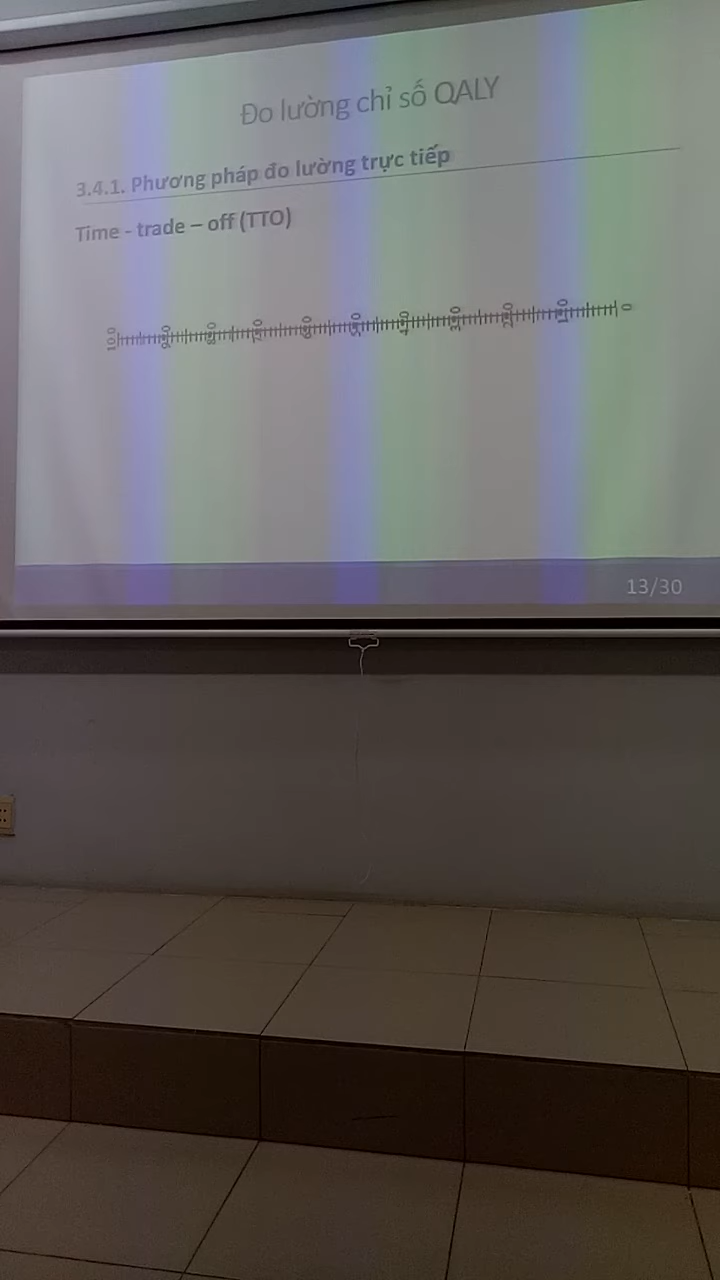 Đo lường chỉ số QALY
3.4.1. Phương pháp đo lường trực tiếp
Time - trade – off (TTO)
0
13/30